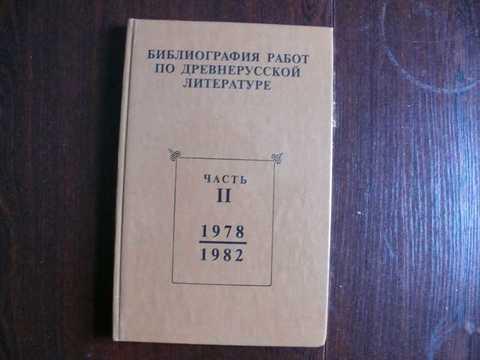 БИБЛИОГРАФИЯ РАБОТ
ПО ДРЕВНЕРУССКОЙ
ЛИТЕРАТУРЕ
ЧАСТЬ
II
1978
1982